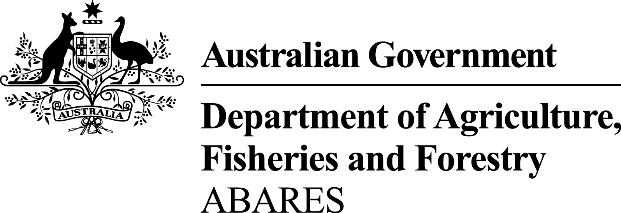 AUSTRALIA
Australian Government
Department of Agriculture,
Fisheries and Forestry
ABARES